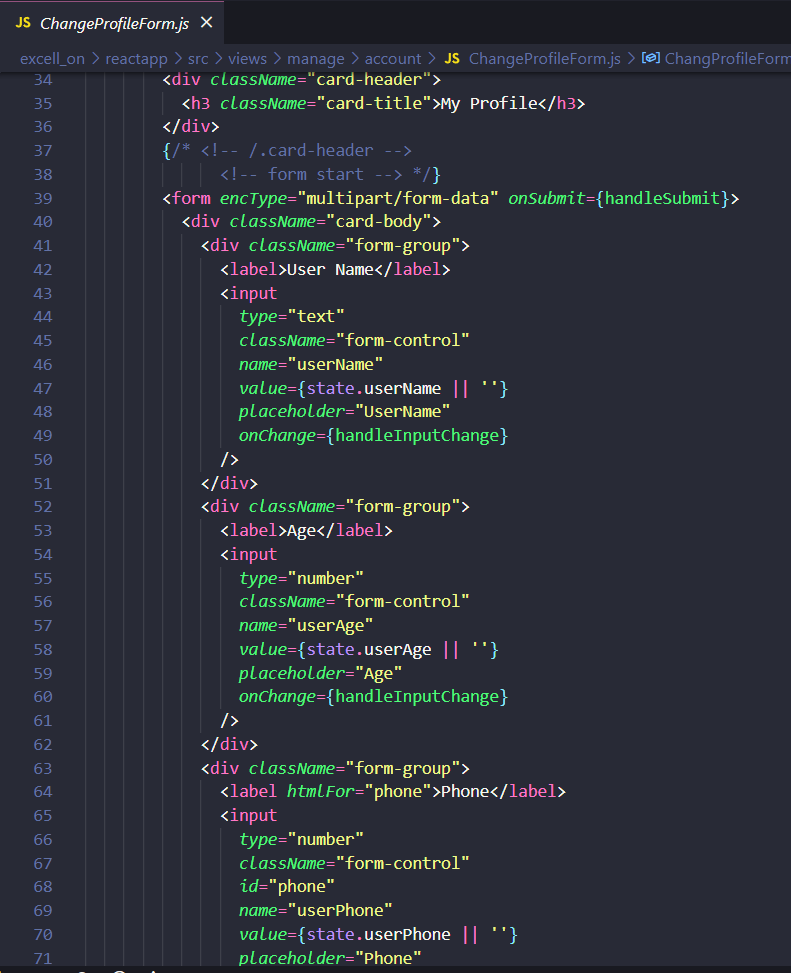 JS ChangeProfileForm.js ×
excell_on > reactapp > src > views > manage > account > JS ChangeProfileForm.js > ChangProfileForm
34 <div className="card-header">
35 <h3 className="card-title">My Profile</h3>
36 </div>
37 {/* <!-- /.card-header -->
38 <!-- form start --> */}
39 <form encType="multipart/form-data" onSubmit={handleSubmit}>
40 <div className="card-body">
41 <div className="form-group">
42 <label>User Name</label>
43 <input
44 type="text"
45 className="form-control"
46 name="userName"
47 value={state.userName || ''}
48 placeholder="UserName"
49 onChange={handleInputChange}
50 />
51 </div>
52 <div className="form-group">
53 <label>Age</label>
54 <input
55 type="number"
56 className="form-control"
57 name="userAge"
58 value={state.userAge || ''}
59 placeholder="Age"
60 onChange={handleInputChange}
61 />
62 </div>
63 <div className="form-group">
64 <label htmlFor="phone">Phone</label>
65 <input
66 type="number"
67 className="form-control"
68 id="phone"
69 name="userPhone"
70 value={state.userPhone || ''}
71 placeholder="Phone"